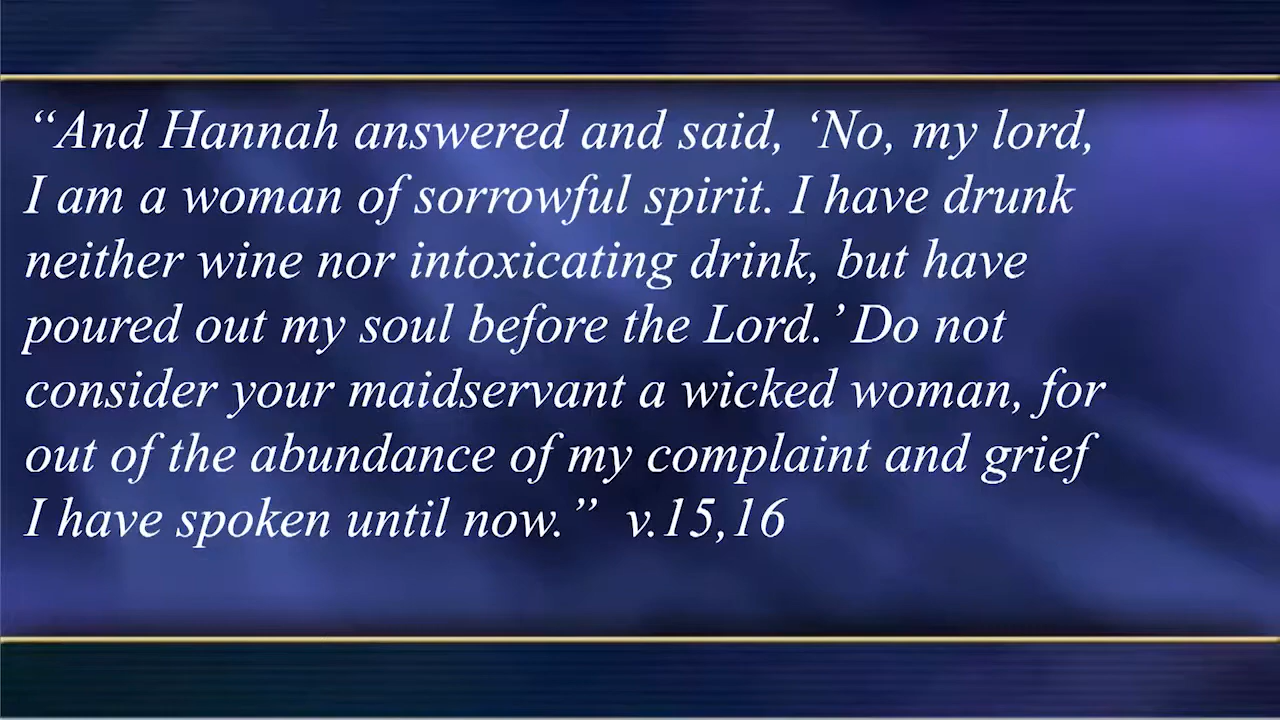 “And Hannah answered and said, ‘No, my lord,
I am a woman of sorrowful spirit. I have drunk
neither wine nor intoxicating drink, but have
poured out my soul before the Lord.’ Do not
consider your maidservant a wicked woman, for
out of the abundance of my complaint and grief
I have spoken until now.”  v.15,16